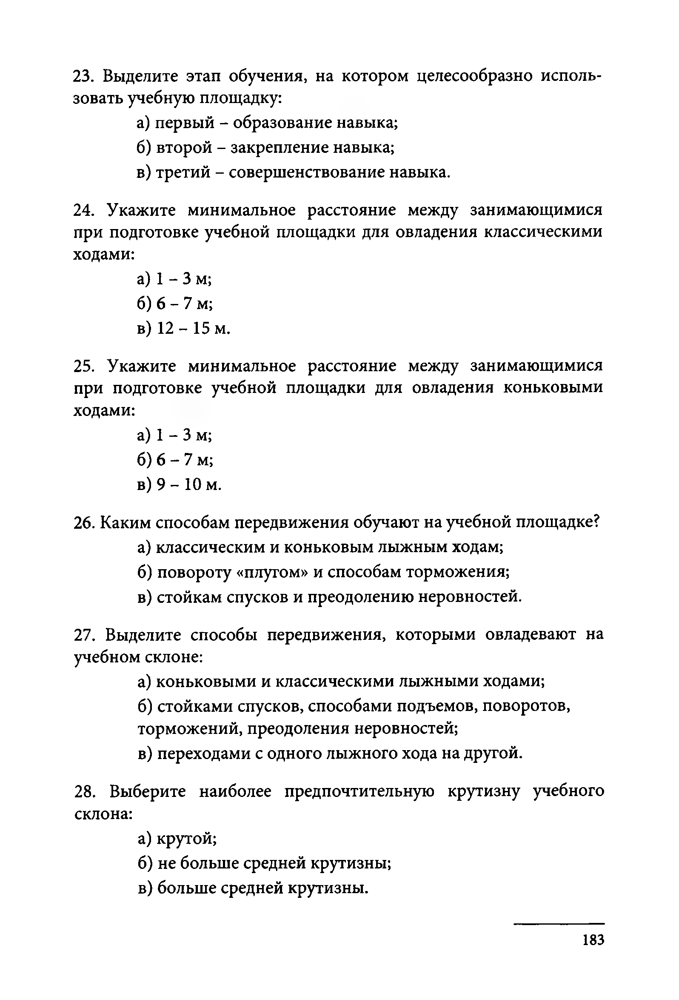 23. Выделите этап обучения, на котором целесообразно исполь-
зовать учебную площадку:
а) первый – образование навыка;
б) второй – закрепление навыка;
в) третий – совершенствование навыка.
24. Укажите минимальное расстояние между занимающимися
при подготовке учебной площадки для овладения классическими
ходами:
а) 1 – 3 м;
б) 6 – 7 м;
в) 12 – 15 м.
25. Укажите минимальное расстояние между занимающимися
при подготовке учебной площадки для овладения коньковыми
ходами:
а) 1 – 3 м;
б) 6 – 7 м;
в) 9 – 10 м.
26. Каким способам передвижения обучают на учебной площадке?
а) классическим и коньковым лыжным ходам;
б) повороту «плугом» и способам торможения;
в) стойкам спусков и преодолению неровностей.
27. Выделите способы передвижения, которыми овладевают на
учебном склоне:
а) коньковыми и классическими лыжными ходами;
б) стойками спусков, способами подъемов, поворотов,
торможений, преодоления неровностей;
в) переходами с одного лыжного хода на другой.
28. Выберите наиболее предпочтительную крутизну учебного
склона:
а) крутой;
б) не больше средней крутизны;
в) больше средней крутизны.
183